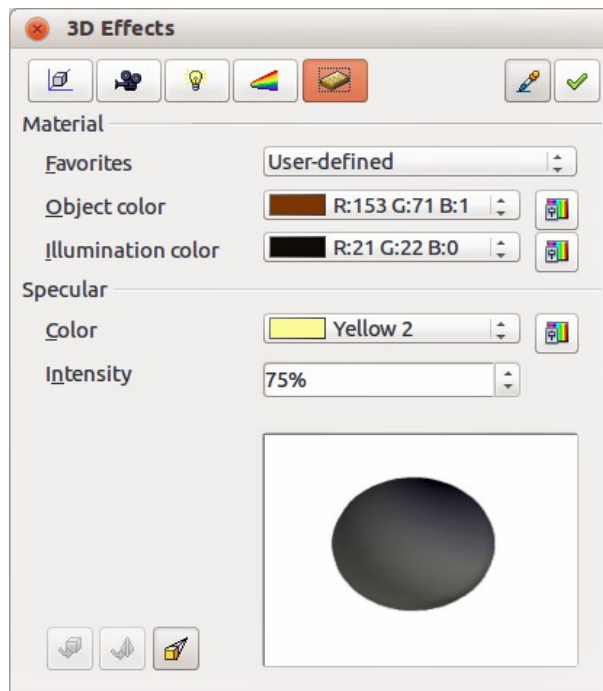 3D Effects
Material
Favorites
User-defined
Object color
R:153 G:71 B:1
Illumination color
R:21 G:22 B:0
Specular
Color
Yellow 2
Intensity
75%